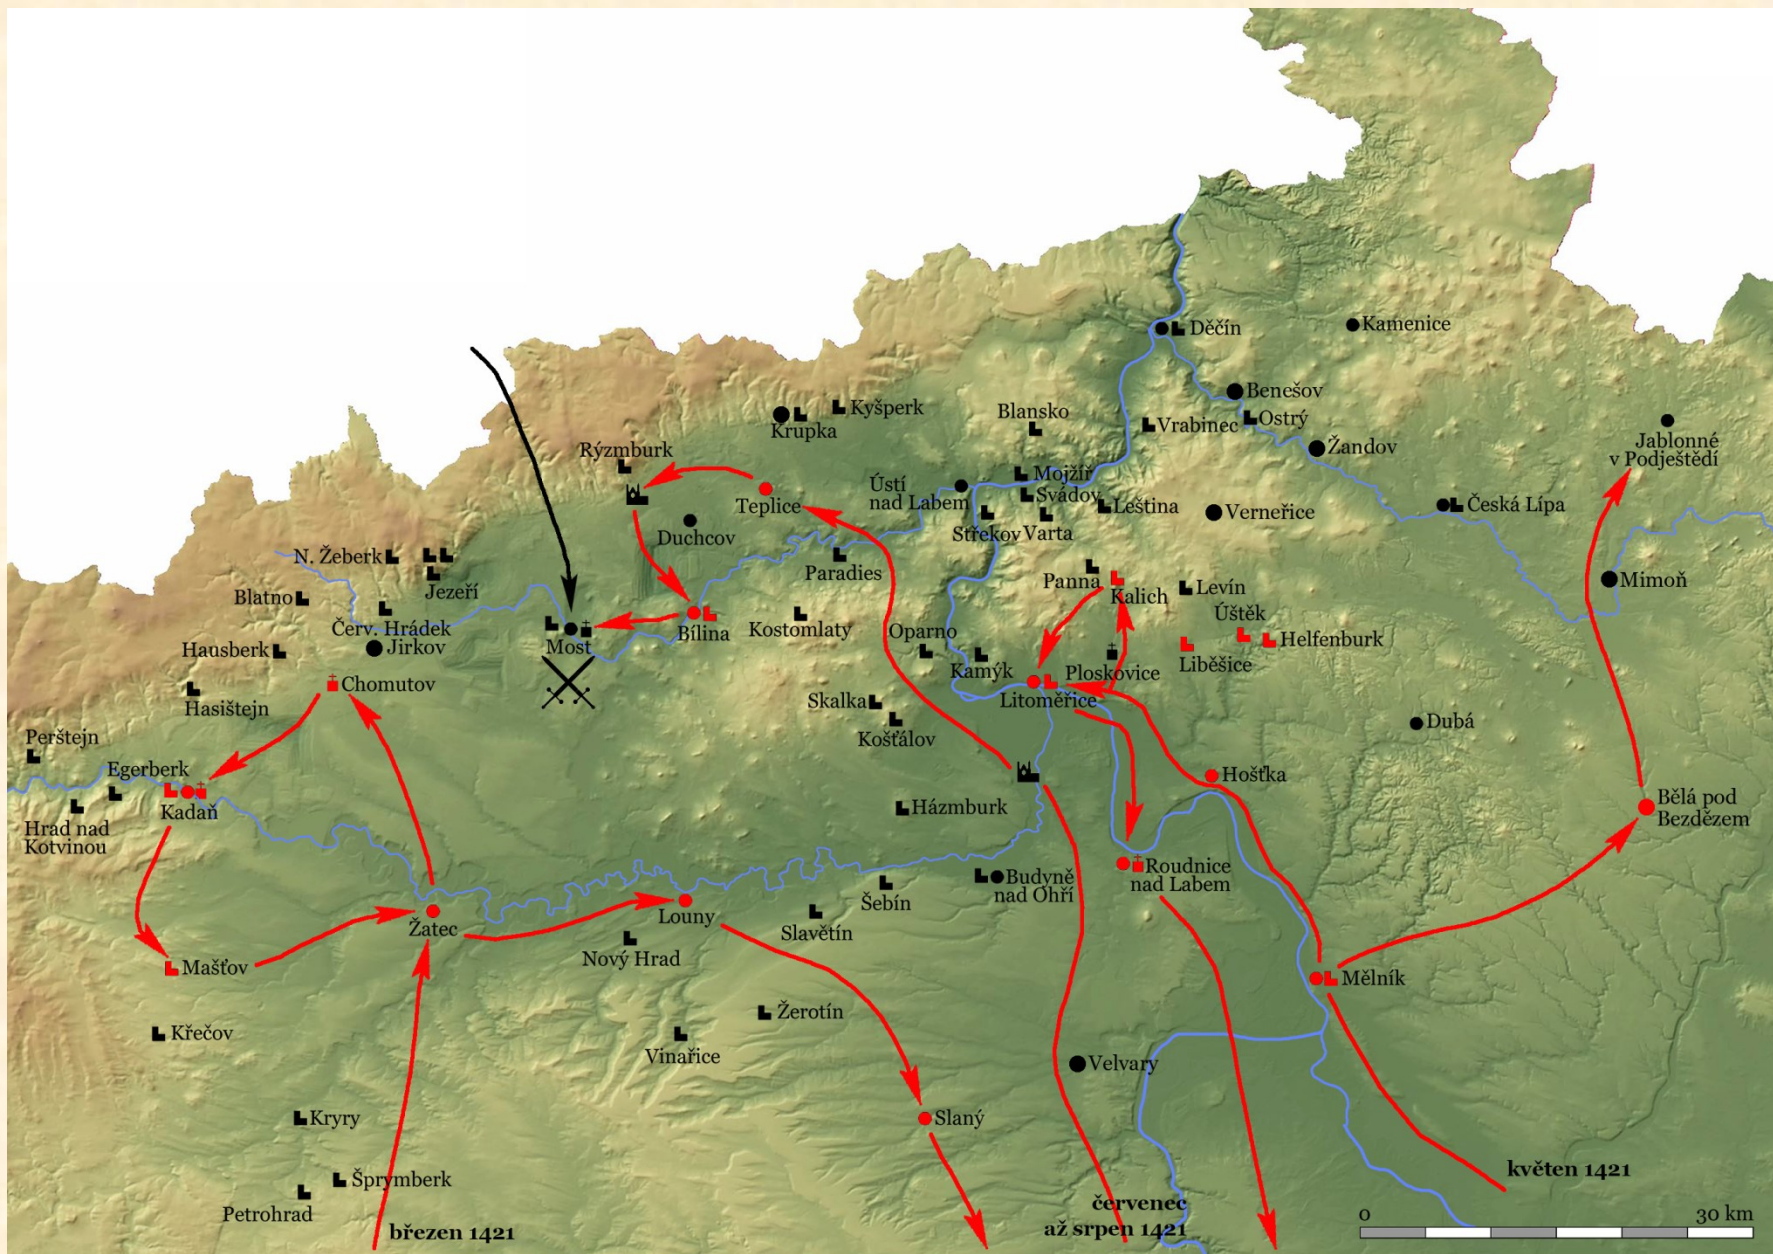 Děčín
Kamenice
Benešov
Ostrý
Vrabinec
Žandov
Blansko
Kyšperk
Krupka
Rýzmburk
Jablonné
v Podještědí
Mojžíř
Svádov
Ústí
nad Labem
Teplice
Leština
Verneřice
Česká Lípa
Střekov
Varta
Duchcov
N. Žeberk
Jezeří
Paradies
Panna
Kalich
Levín
Mimoň
Blatno
Úštěk
Helfenburk
Liběšice
Červ. Hrádek
Jirkov
Most
Bílina
Kostomlaty
Oparno
Kamýk
Ploskovice
Hausberk
Chomutov
Hasištejn
Litoměřice
Skalka
Košťálov
Dubá
Perštejn
Egerberk
Kadaň
Hrad nad
Kotvinou
Házmburk
Hošťka
Bělá pod
Bezdězem
Roudnice
nad Labem
Budyně
nad Ohří
Šebín
Slavětín
Louny
Žatec
Nový Hrad
Mašťov
Mělník
Křečov
Žerotín
Vinařice
Velvary
Kryry
Slaný
Šprymberk
Petrohrad
březen 1421
červenec
až srpen 1421
květen 1421
0
30 km